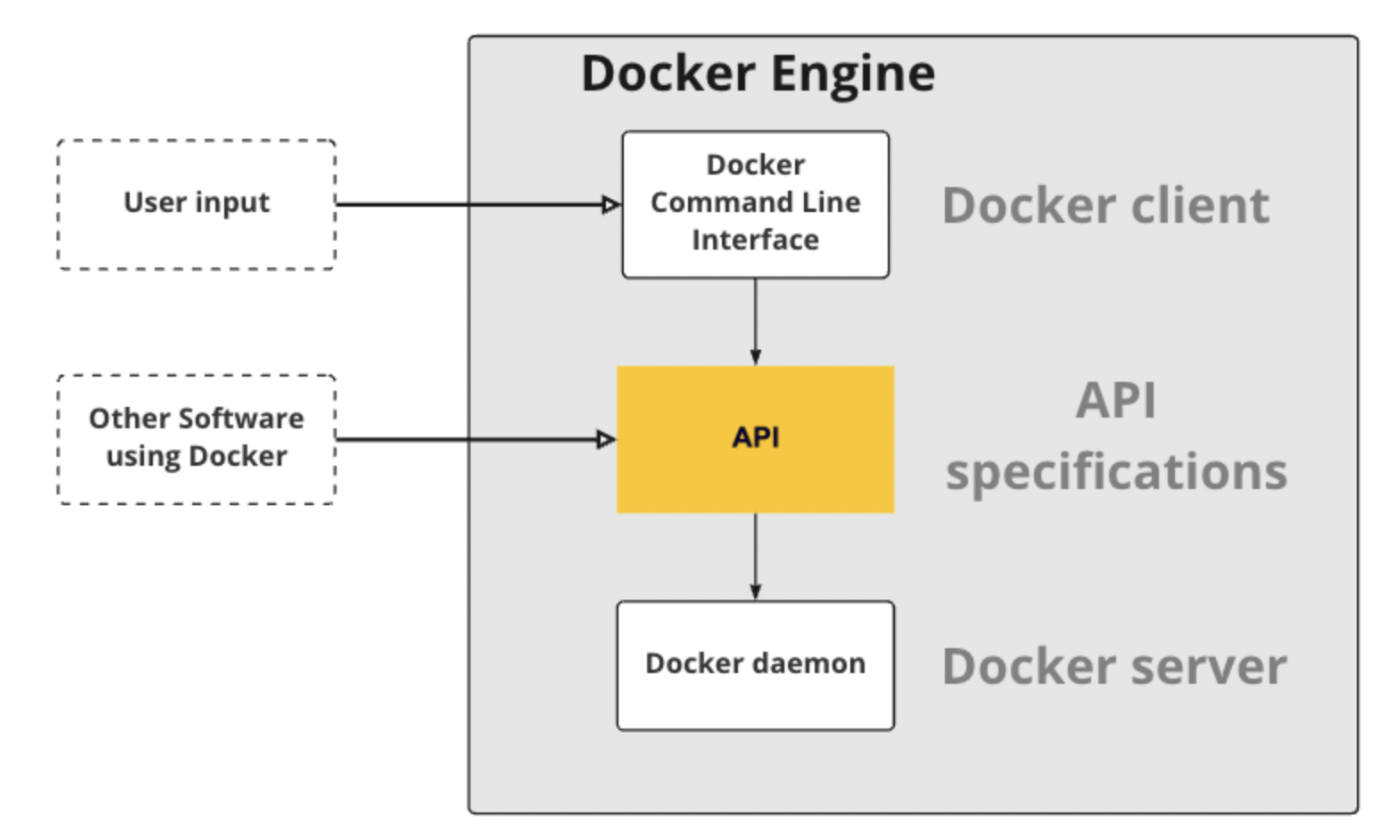 Docker Engine
User input
Docker
Command Line
Interface
Docker client
Other Software
using Docker
API
API
specifications
Docker daemon
Docker server